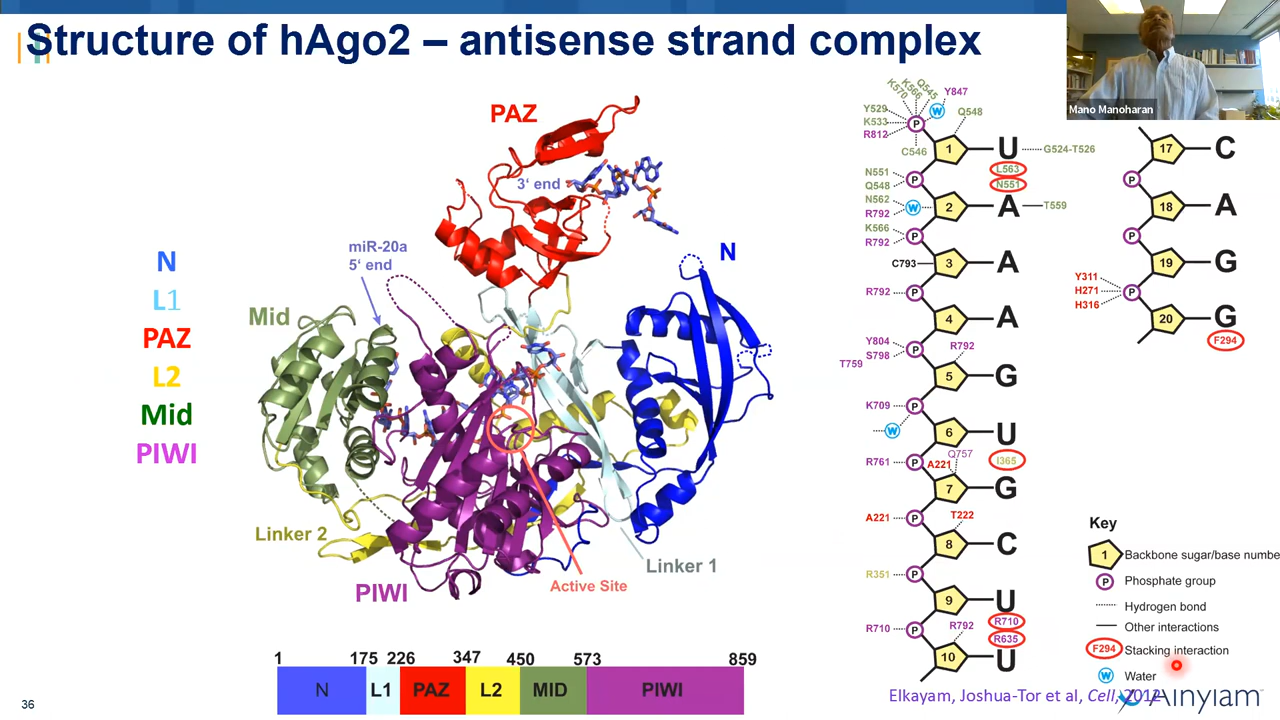 Structure of hAgo2 – antisense strand complex
Mano Manoharan
PAZ
3‘ end
N
miR-20a
5‘ end
Mid
Linker 2
PIWI
Active Site
Linker 1
N
L1
PAZ
L2
Mid
PIWI
1 175 226 347 450 573 859
N L1 PAZ L2 MID PIWI
K570 K566 Q545 W Y847
Y529
K533
R812
P
Q548
C546
1 U G524-T526
L563
N551
N551
Q548
P
N562
R792
W 2 A T559
K566
R792
P
C793 3 A
R792 P
4 A
Y804
S798
P R792
T759
5 G
K709 P
W 6 U
I365
R761 P A221 Q757
7 G
A221 P T222
8 C
R351 P
9 U
R710
R710 P R792 R635
10 U
17 C
P
18 A
P
19 G
Y311
H271
H316
P
20 G
F294
Key
1 Backbone sugar/base numbe
P Phosphate group
Hydrogen bond
Other interactions
F294 Stacking interaction
W Water
Elkayam, Joshua-Tor et al, Cell, 2012
Alnylam
36